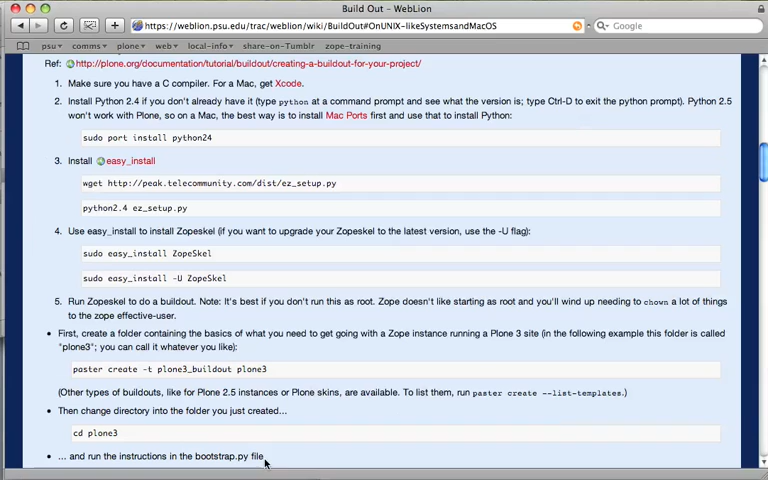 Build Out — WebLion
https://weblion.psu.edu/trac/weblion/wiki/BuildOut#OnUNIX-likeSystemsandMacOS
Google
psu comms plone web local-info share-on-Tumblr zope-training
Ref: http://plone.org/documentation/tutorial/buildout/creating-a-buildout-for-your-project/
1. Make sure you have a C compiler. For a Mac, get Xcode.
2. Install Python 2.4 if you don't already have it (type python at a command prompt and see what the version is; type Ctrl-D to exit the python prompt). Python 2.5
won't work with Plone, so on a Mac, the best way is to install Mac Ports first and use that to install Python:
sudo port install python24
3. Install easy_install
wget http://peak.telecommunity.com/dist/ez_setup.py
python2.4 ez_setup.py
4. Use easy_install to install Zopeskel (if you want to upgrade your Zopeskel to the latest version, use the -U flag):
sudo easy_install ZopeSkel
sudo easy_install -U ZopeSkel
5. Run Zopeskel to do a buildout. Note: It's best if you don't run this as root. Zope doesn't like starting as root and you'll wind up needing to chown a lot of things
to the zope effective-user.
• First, create a folder containing the basics of what you need to get going with a Zope instance running a Plone 3 site (in the following example this folder is called
"plone3"; you can call it whatever you like):
paster create -t plone3_buildout plone3
(Other types of buildouts, like for Plone 2.5 instances or Plone skins, are available. To list them, run paster create --list-templates.)
• Then change directory into the folder you just created...
cd plone3
• ... and run the instructions in the bootstrap.py file